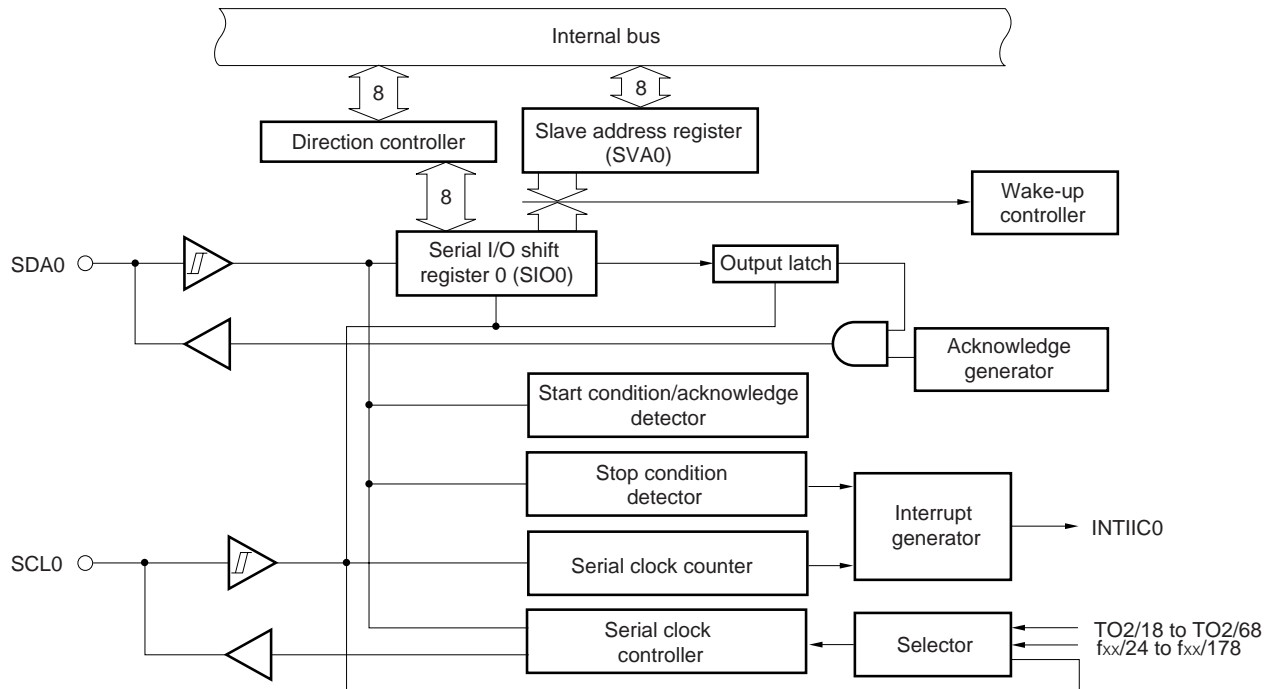 Internal bus
8
8
Direction controller
Slave address register
(SVA0)
8
Wake-up
controller
SDA0
Serial I/O shift
register 0 (SIO0)
Output latch
Acknowledge
generator
Start condition/acknowledge
detector
Stop condition
detector
Interrupt
generator
INTIIC0
SCL0
Serial clock counter
Serial clock
controller
Selector
TO2/18 to TO2/68
fxx/24 to fxx/178